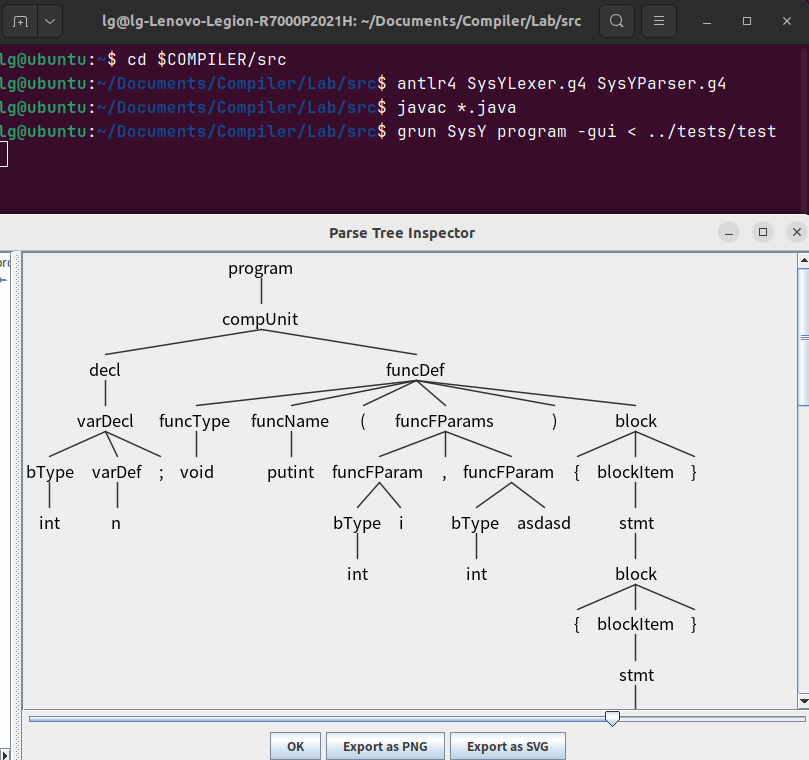 lg@lg-Lenovo-Legion-R7000P2021H: ~/Documents/Compiler/Lab/src
lg@ubuntu:~$ cd $COMPILER/src
lg@ubuntu:~/Documents/Compiler/Lab/src$ antlr4 SysYLexer.g4 SysYParser.g4
lg@ubuntu:~/Documents/Compiler/Lab/src$ javac *.java
lg@ubuntu:~/Documents/Compiler/Lab/src$ grun SysY program -gui < ../tests/test
Parse Tree Inspector
program
compUnit
decl funcDef
varDecl funcType funcName ( funcFParams ) block
bType varDef ; void putint funcFParam , funcFParam { blockItem }
int n bType i bType asdasd stmt
int int block
{ blockItem }
stmt
OK Export as PNG Export as SVG